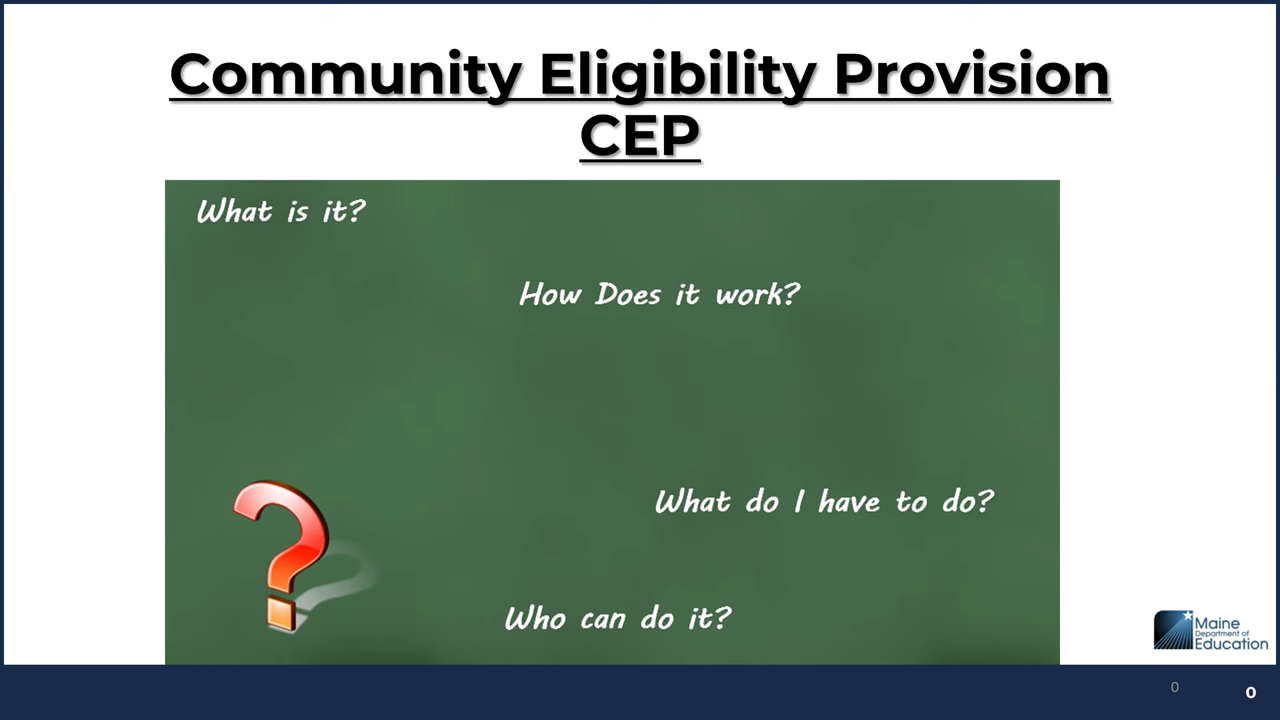 Community Eligibility Provision
CEP
What is it?
How Does it work?
What do I have to do?
Who can do it?
Maine
Department of
Education
0
0